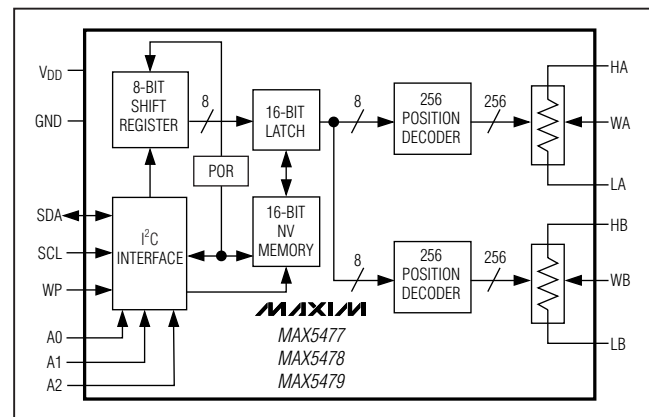 VDD
GND
SDA
SCL
WP
A0
A1
A2
8-BIT
SHIFT
REGISTER
8
16-BIT
LATCH
POR
I²C
INTERFACE
16-BIT
NV
MEMORY
8
256
POSITION
DECODER
256
HA
WA
LA
8
256
POSITION
DECODER
256
HB
WB
LB
MAXIM
MAX5477
MAX5478
MAX5479